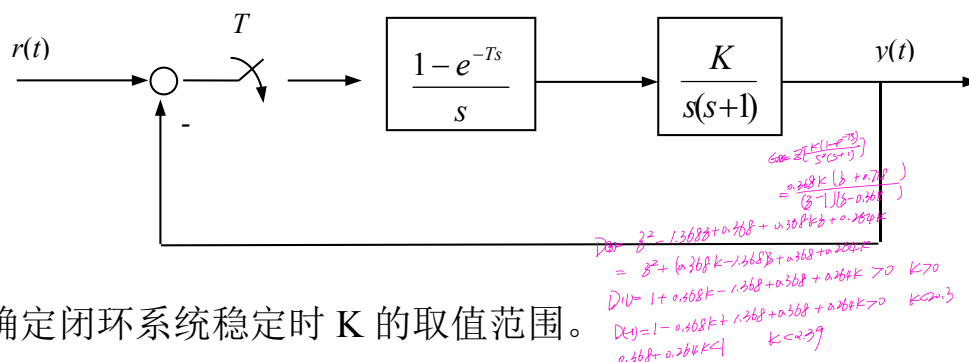 T
r(t)
1-e^{-Ts}
s
K
s(s+1)
y(t)
-
G(z)=Z[K(1-e^{-Ts})/s²(s+1)]
=0.368K(z+0.718)/(z-1)(z-0.368)
D(z)= z²-1.368z+0.368+0.368Kz+0.264K
= z²+(0.368K-1.368)z+0.368+0.264K
D(1)=1+0.368K-1.368+0.368+0.264K>0 K>0
D(-1)=1-0.368K+1.368+0.368+0.264K>0 K<20.3
确定闭环系统稳定时 K 的取值范围。
0.368+0.264K<1 K<2.39